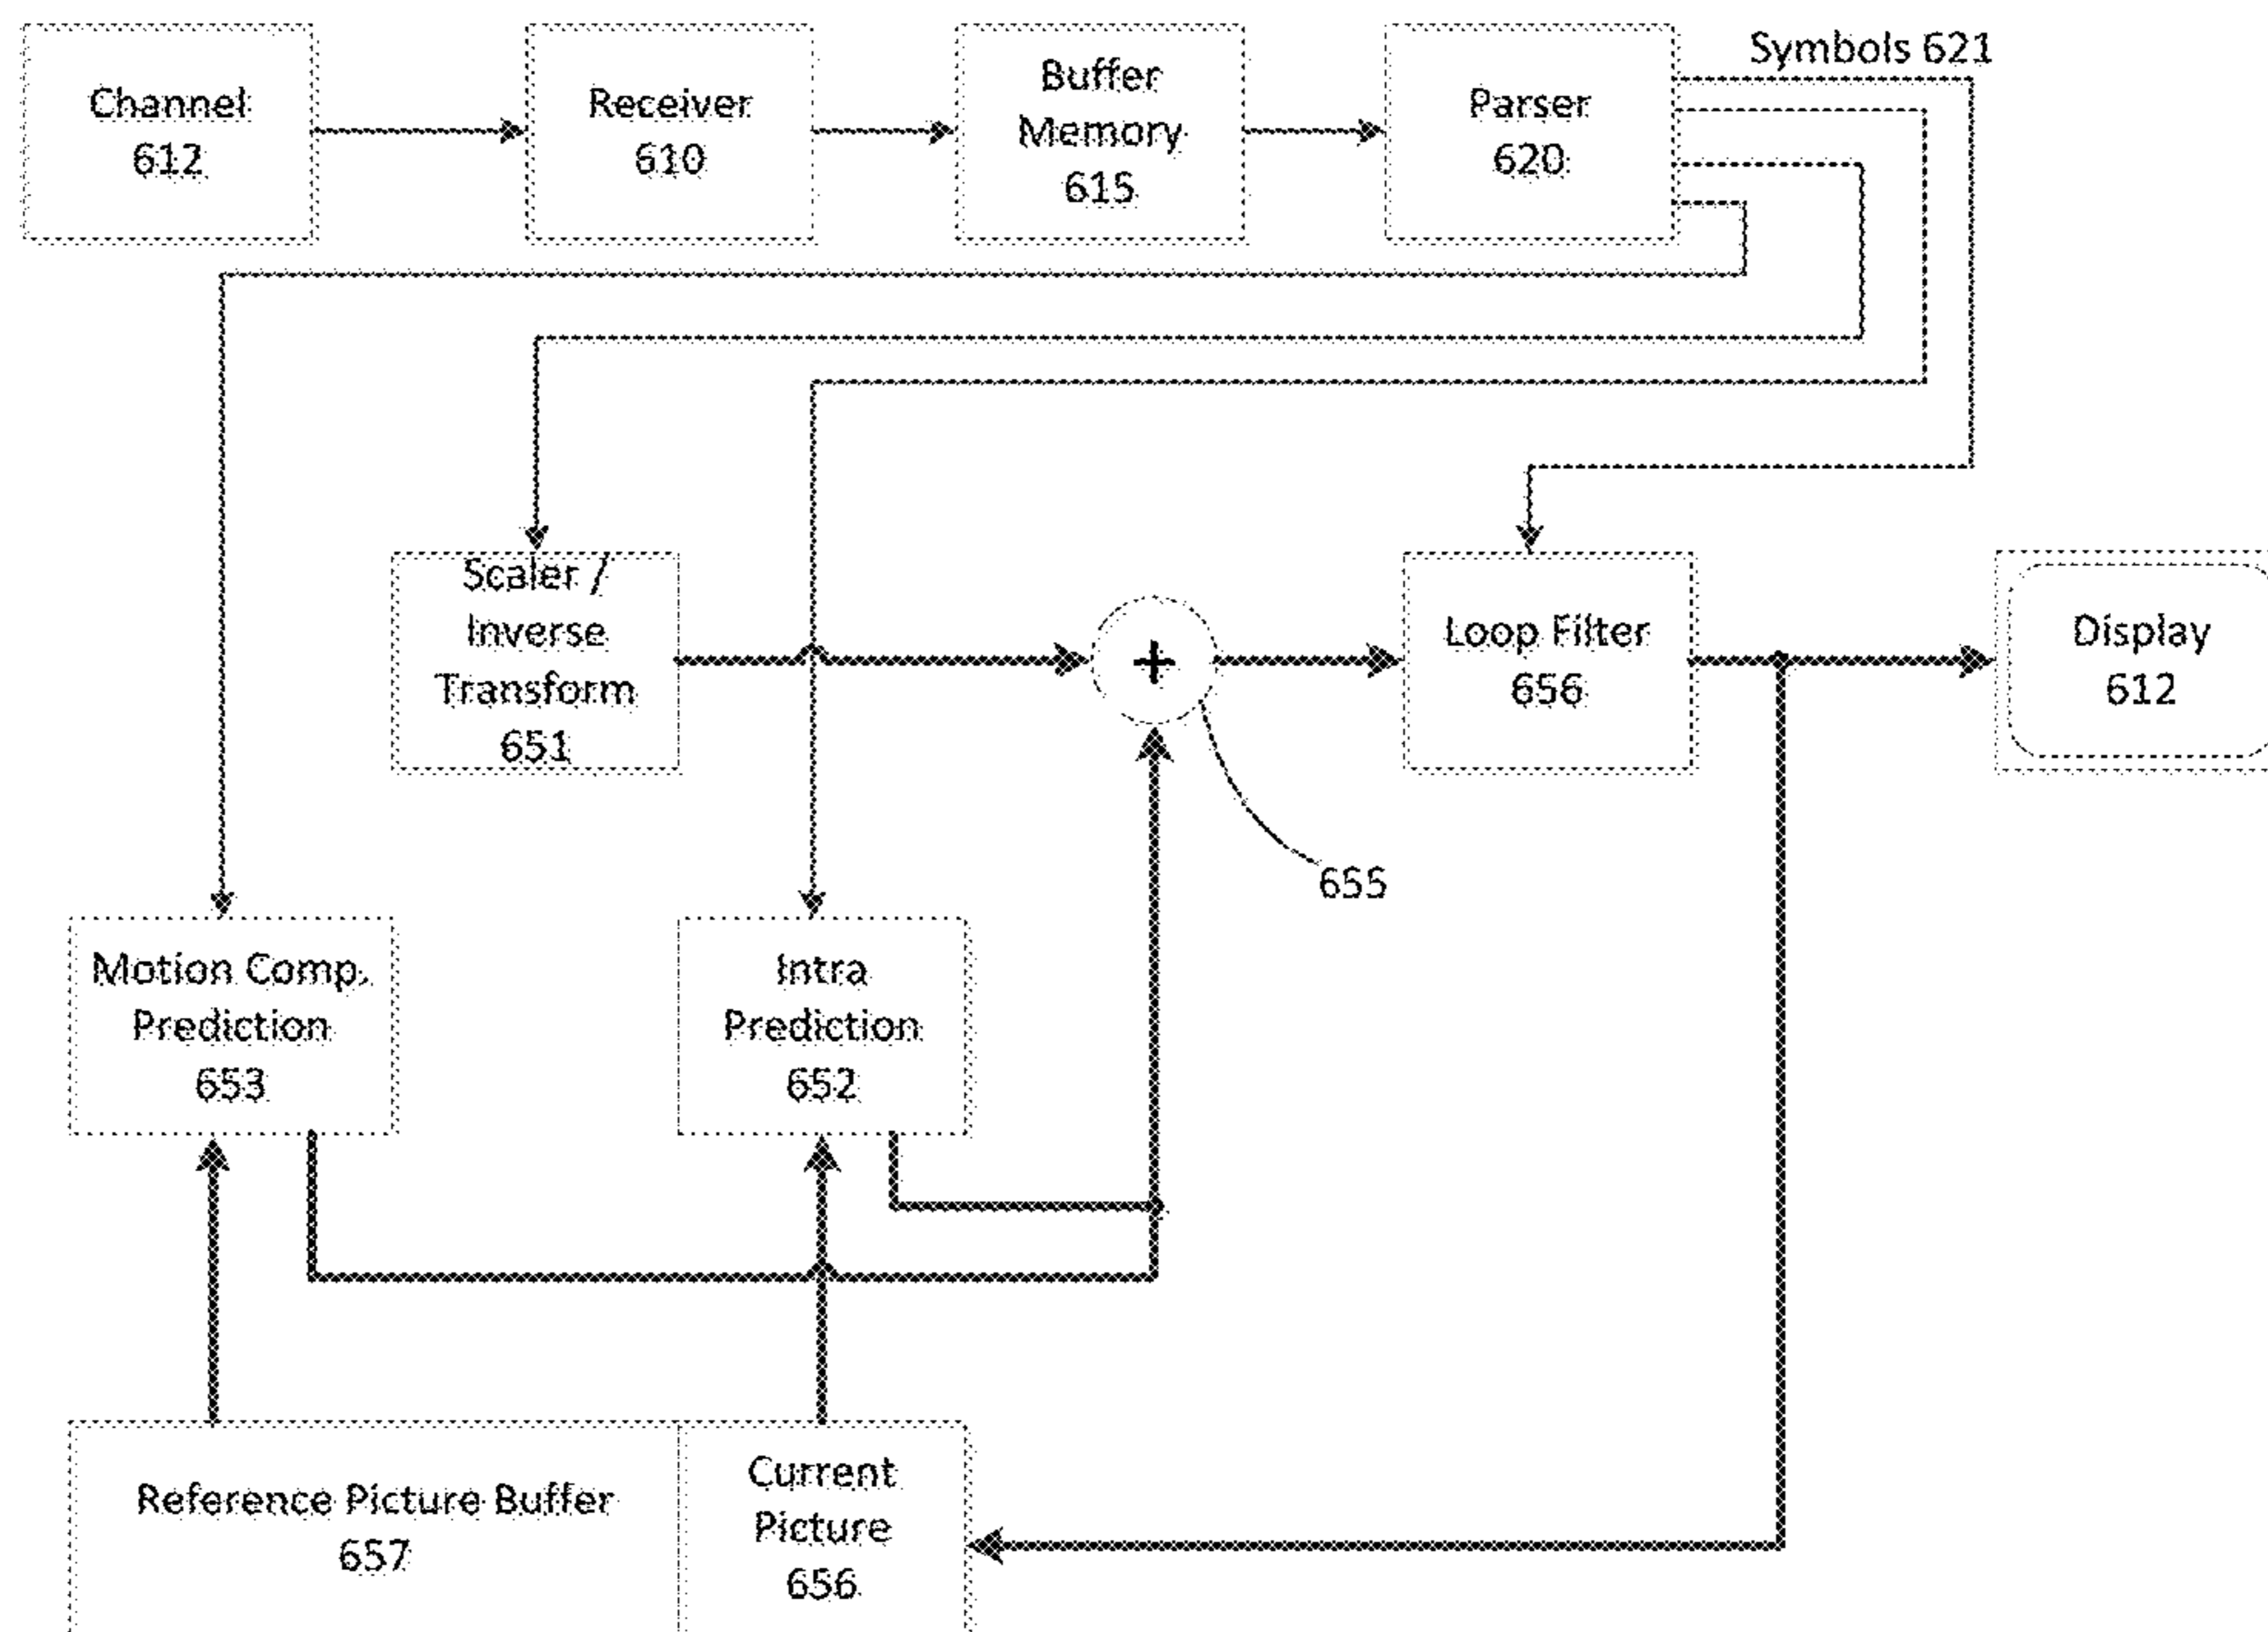 Channel
612
Receiver
610
Buffer
Memory
615
Parser
620
Symbols 621
Scaler /
Inverse
Transform
651
+
655
Loop Filter
656
Display
612
Motion Comp.
Prediction
653
Intra
Prediction
652
Reference Picture Buffer
657
Current
Picture
656